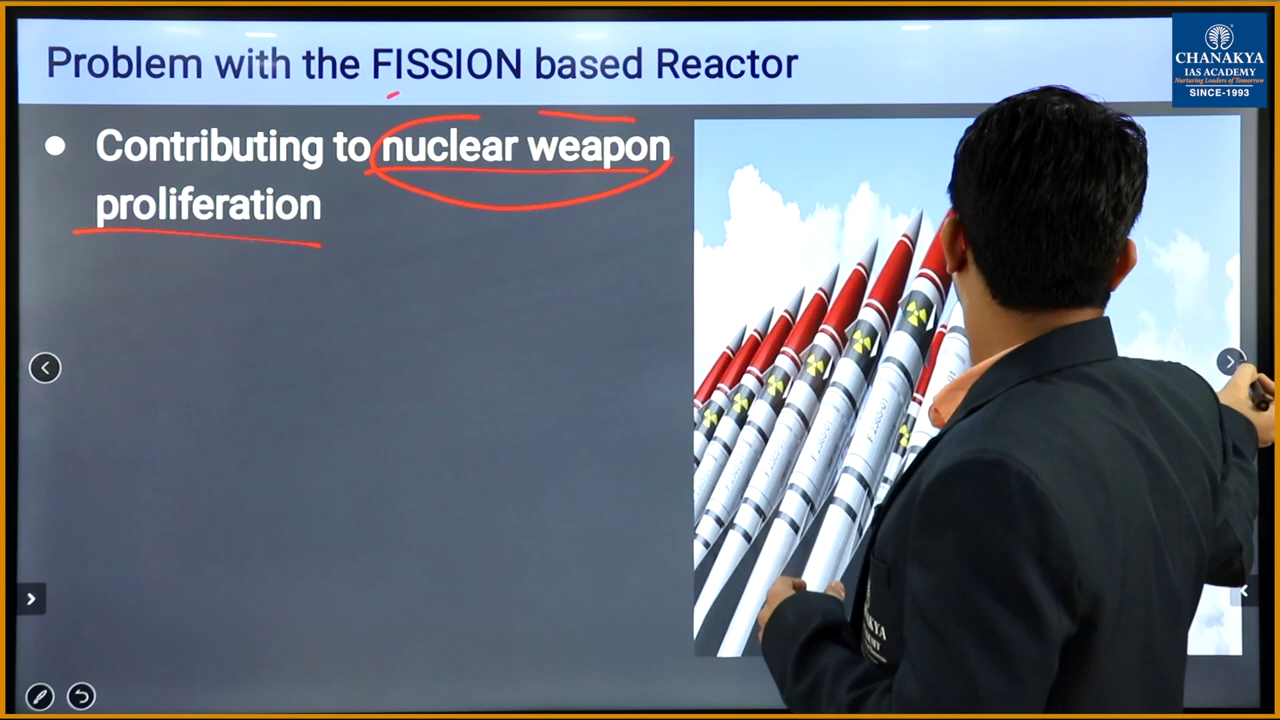 Problem with the FISSION based Reactor
CHANAKYA
IAS ACADEMY
Nurturing Leaders of Tomorrow
SINCE-1993
● Contributing to nuclear weapon
proliferation